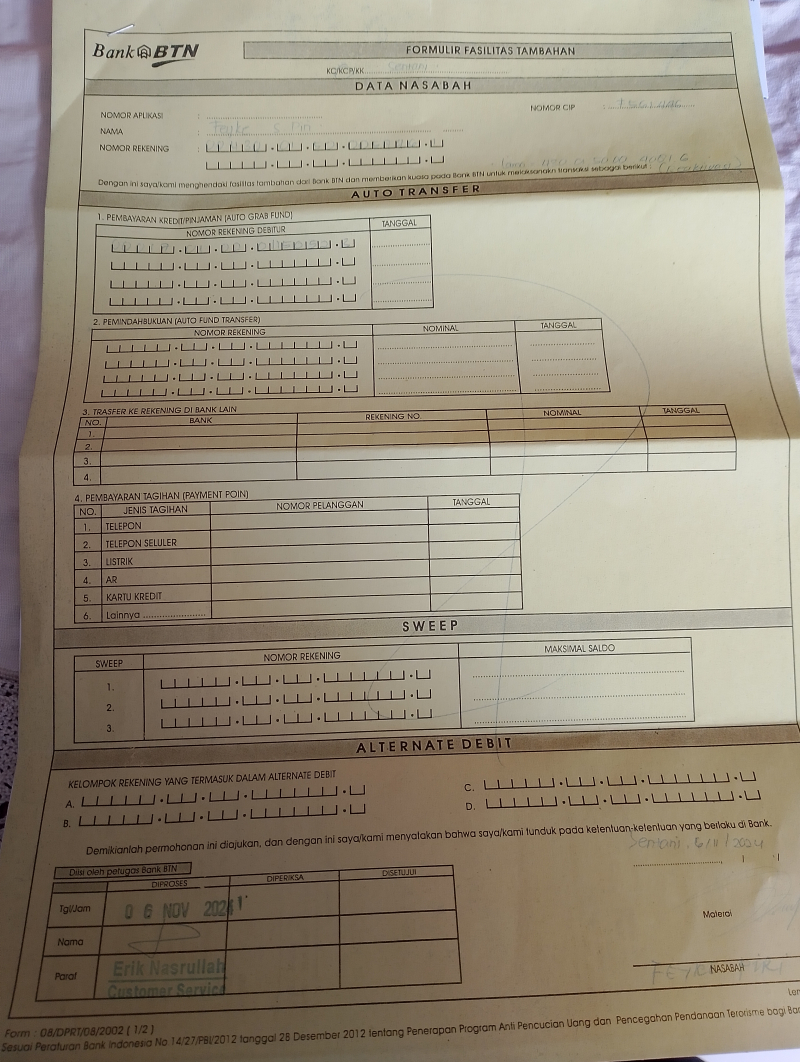 Bank BTN
FORMULIR FASILITAS TAMBAHAN
KC/KCP/KK Sentani
DATA NASABAH
NOMOR APLIKASI :
NOMOR CIF :
NAMA : Feyke
NOMOR REKENING :
Dengan ini saya/kami menghendaki fasilitas tambahan dari Bank BTN dan memberikan kuasa pada Bank BTN untuk melaksanakn transaksi sebagai berikut :
AUTO TRANSFER
1. PEMBAYARAN KREDIT/PINJAMAN (AUTO GRAB FUND)
NOMOR REKENING DEBITUR TANGGAL
2. PEMINDAHBUKUAN (AUTO FUND TRANSFER)
NOMOR REKENING NOMINAL TANGGAL
3. TRASFER KE REKENING DI BANK LAIN
NO. BANK REKENING NO. NOMINAL TANGGAL
1.
2.
3.
4.
4. PEMBAYARAN TAGIHAN (PAYMENT POIN)
NO. JENIS TAGIHAN NOMOR PELANGGAN TANGGAL
1. TELEPON
2. TELEPON SELULER
3. LISTRIK
4. AR
5. KARTU KREDIT
6. Lainnya
SWEEP
SWEEP NOMOR REKENING MAKSIMAL SALDO
1.
2.
3.
ALTERNATE DEBIT
KELOMPOK REKENING YANG TERMASUK DALAM ALTERNATE DEBIT
A. C.
B. D.
Demikianlah permohonan ini diajukan, dan dengan ini saya/kami menyatakan bahwa saya/kami tunduk pada ketentuan-ketentuan yang berlaku di Bank.
Sentani, 6/11/2024
Diisi oleh petugas Bank BTN
DIPROSES DIPERIKSA DISETUJUI
Tgl/Jam 06 NOV 2024
Nama
Paraf Erik Nasrullah
Customer Service
Materai
NASABAH
Form : 08/DPRT/08/2002 ( 1/2 )
Sesuai Peraturan Bank Indonesia No 14/27/PBI/2012 tanggal 28 Desember 2012 tentang Penerapan Program Anti Pencucian Uang dan Pencegahan Pendanaan Terorisme bagi